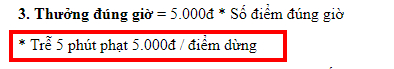 3. Thưởng đúng giờ = 5.000đ * Số điểm đúng giờ
* Trễ 5 phút phạt 5.000đ / điểm dừng